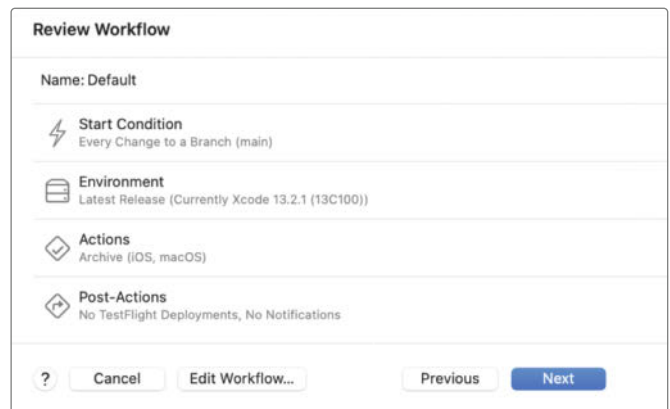 Review Workflow
Name: Default
Start Condition
Every Change to a Branch (main)
Environment
Latest Release (Currently Xcode 13.2.1 (13C100))
Actions
Archive (iOS, macOS)
Post-Actions
No TestFlight Deployments, No Notifications
? Cancel Edit Workflow... Previous Next